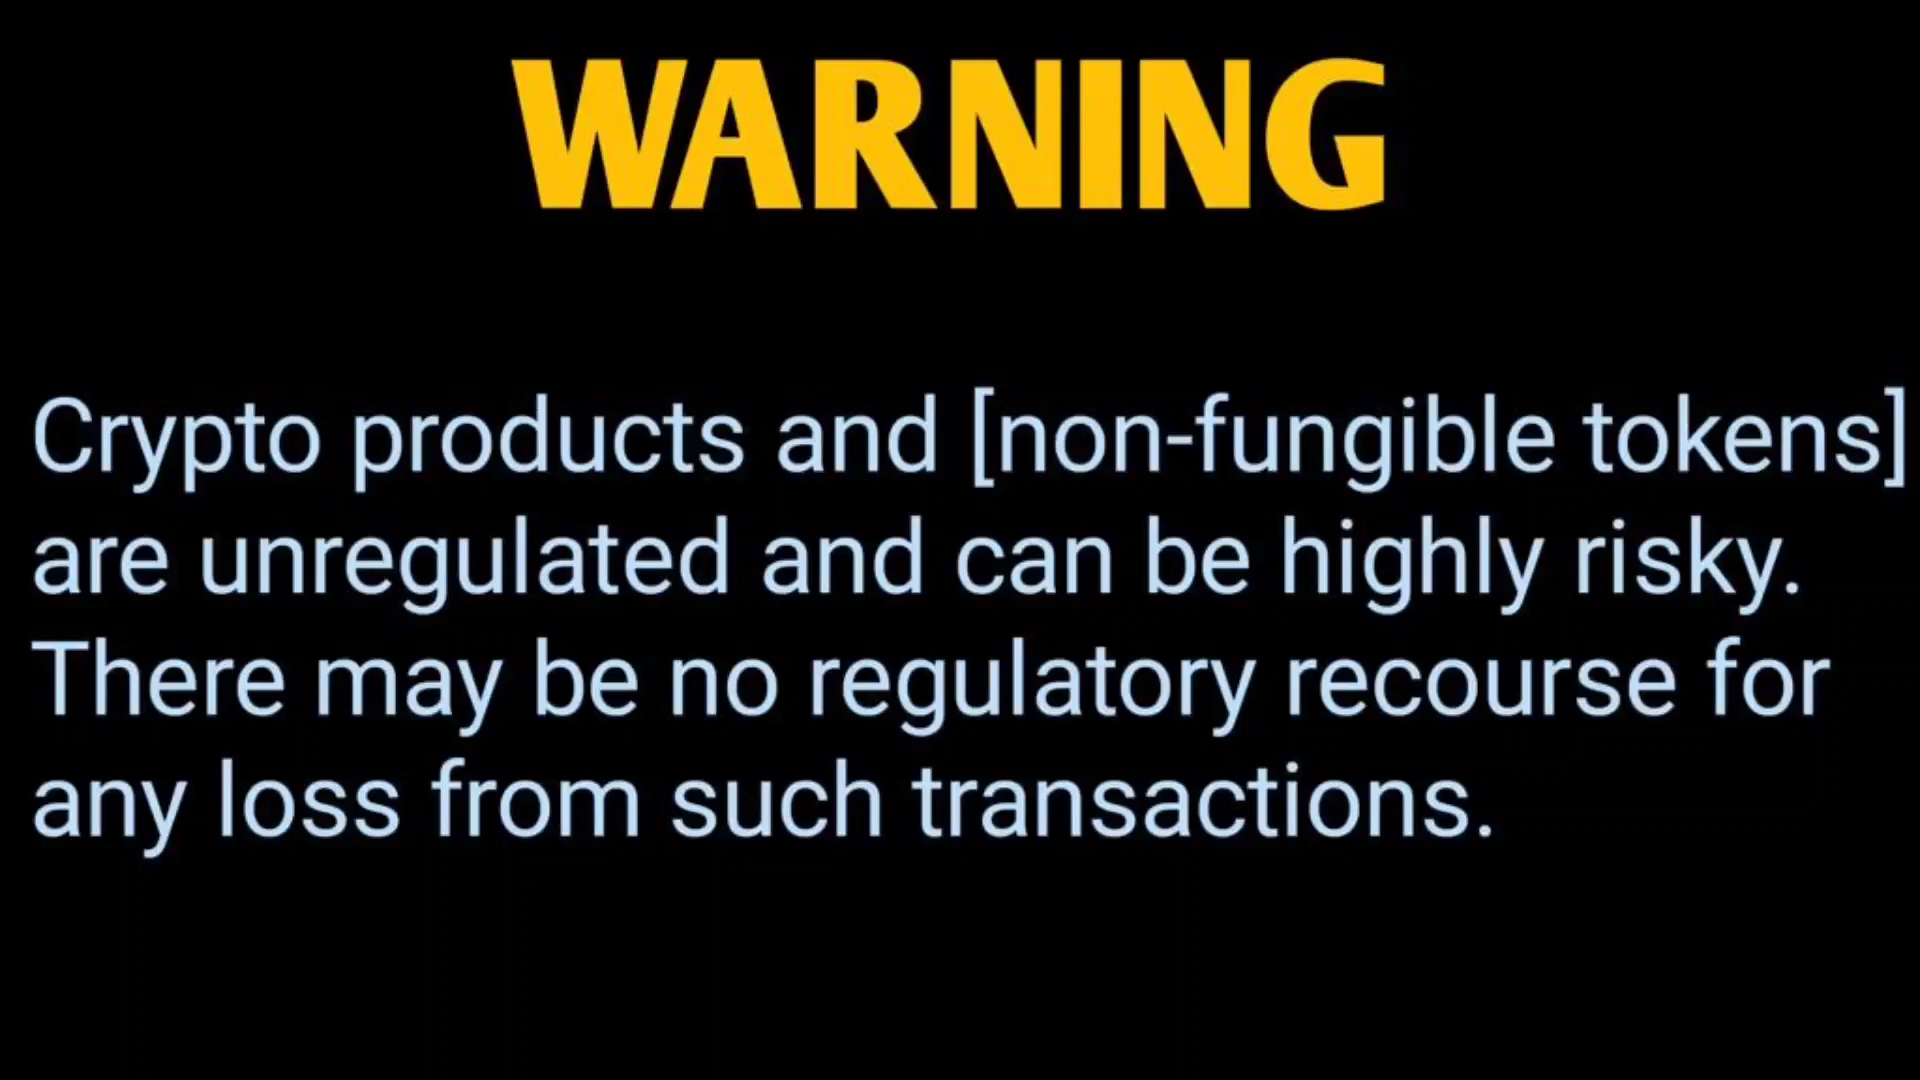 WARNING
Crypto products and [non-fungible tokens]
are unregulated and can be highly risky.
There may be no regulatory recourse for
any loss from such transactions.